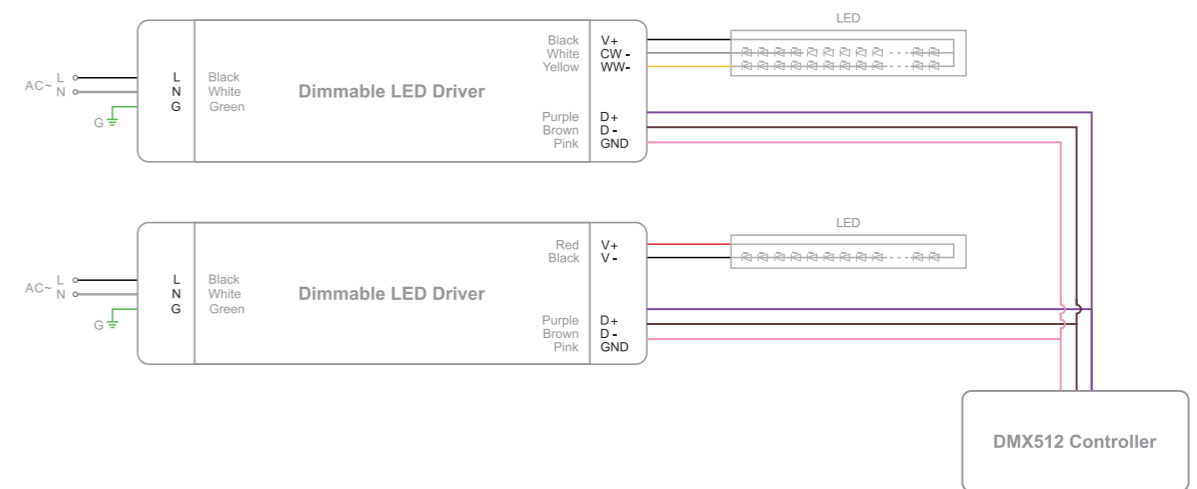 LED
Black V+
White CW -
Yellow WW-
AC~ L
N
L Black
N White
G Green
G
Dimmable LED Driver
Purple D+
Brown D -
Pink GND
LED
Red V+
Black V -
AC~ L
N
L Black
N White
G Green
G
Dimmable LED Driver
Purple D+
Brown D -
Pink GND
DMX512 Controller